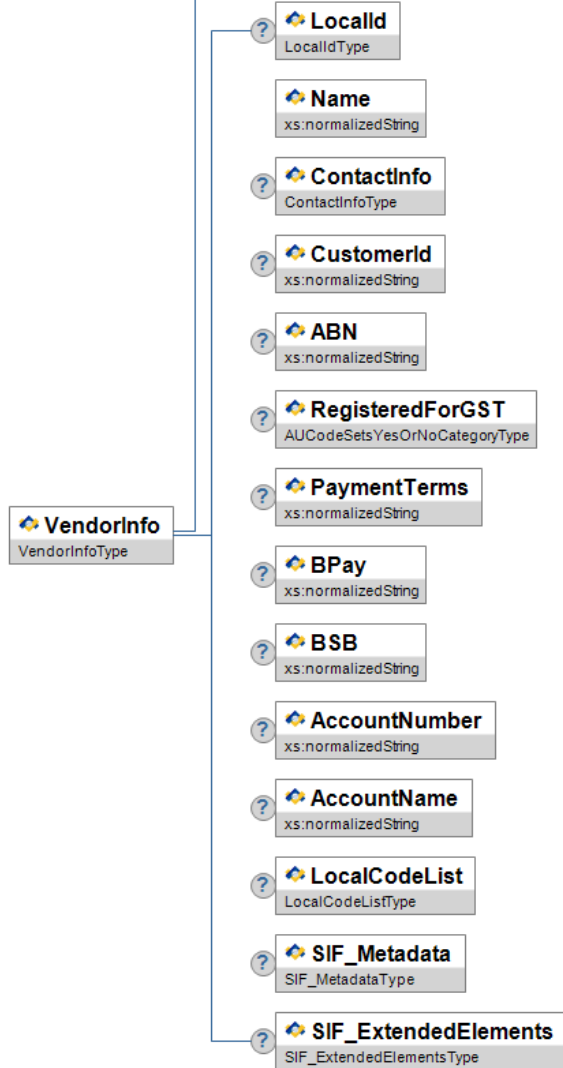 ?
LocalId
LocalIdType
Name
xs:normalizedString
?
ContactInfo
ContactInfoType
?
CustomerId
xs:normalizedString
?
ABN
xs:normalizedString
?
RegisteredForGST
AUCodeSetsYesOrNoCategoryType
?
PaymentTerms
xs:normalizedString
VendorInfo
VendorInfoType
?
BPay
xs:normalizedString
?
BSB
xs:normalizedString
?
AccountNumber
xs:normalizedString
?
AccountName
xs:normalizedString
?
LocalCodeList
LocalCodeListType
?
SIF_Metadata
SIF_MetadataType
?
SIF_ExtendedElements
SIF_ExtendedElementsType